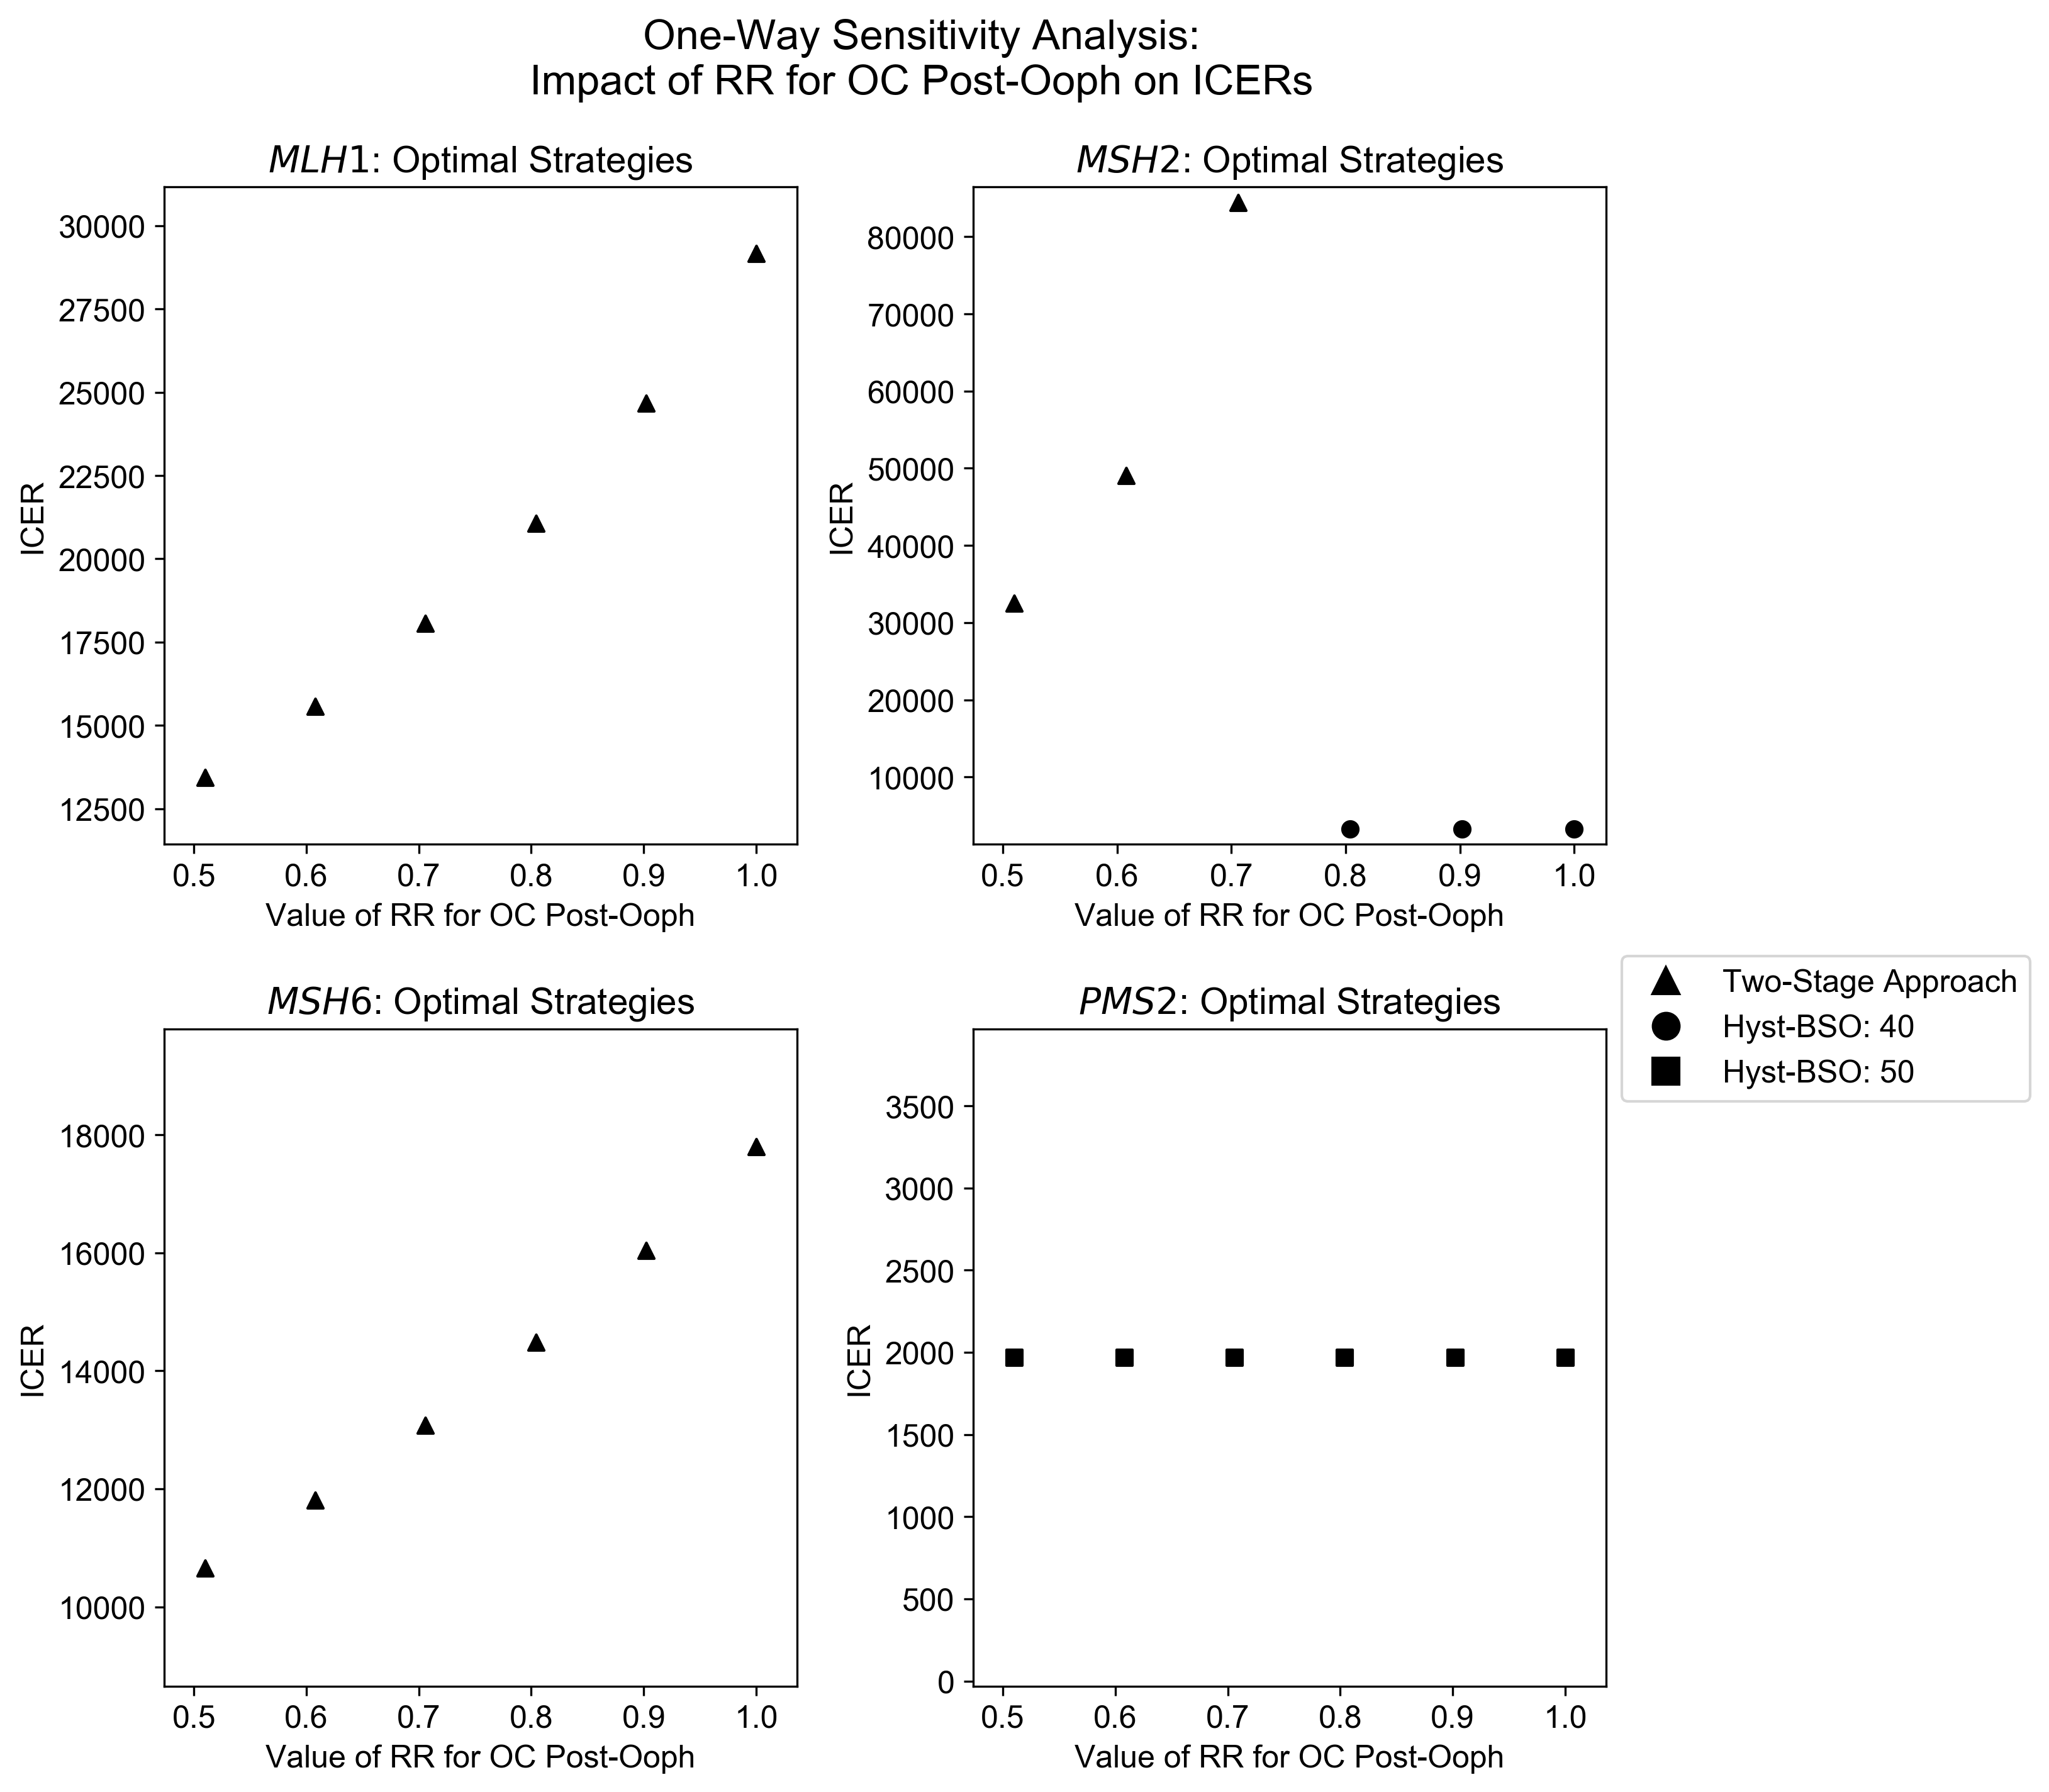 One-Way Sensitivity Analysis:
Impact of RR for OC Post-Ooph on ICERs
MLH1: Optimal Strategies
30000
27500
25000
22500
20000
17500
15000
12500
ICER
0.5 0.6 0.7 0.8 0.9 1.0
Value of RR for OC Post-Ooph
MSH2: Optimal Strategies
80000
70000
60000
50000
40000
30000
20000
10000
ICER
0.5 0.6 0.7 0.8 0.9 1.0
Value of RR for OC Post-Ooph
MSH6: Optimal Strategies
18000
16000
14000
12000
10000
ICER
0.5 0.6 0.7 0.8 0.9 1.0
Value of RR for OC Post-Ooph
PMS2: Optimal Strategies
3500
3000
2500
2000
1500
1000
500
0
ICER
0.5 0.6 0.7 0.8 0.9 1.0
Value of RR for OC Post-Ooph
Two-Stage Approach
Hyst-BSO: 40
Hyst-BSO: 50